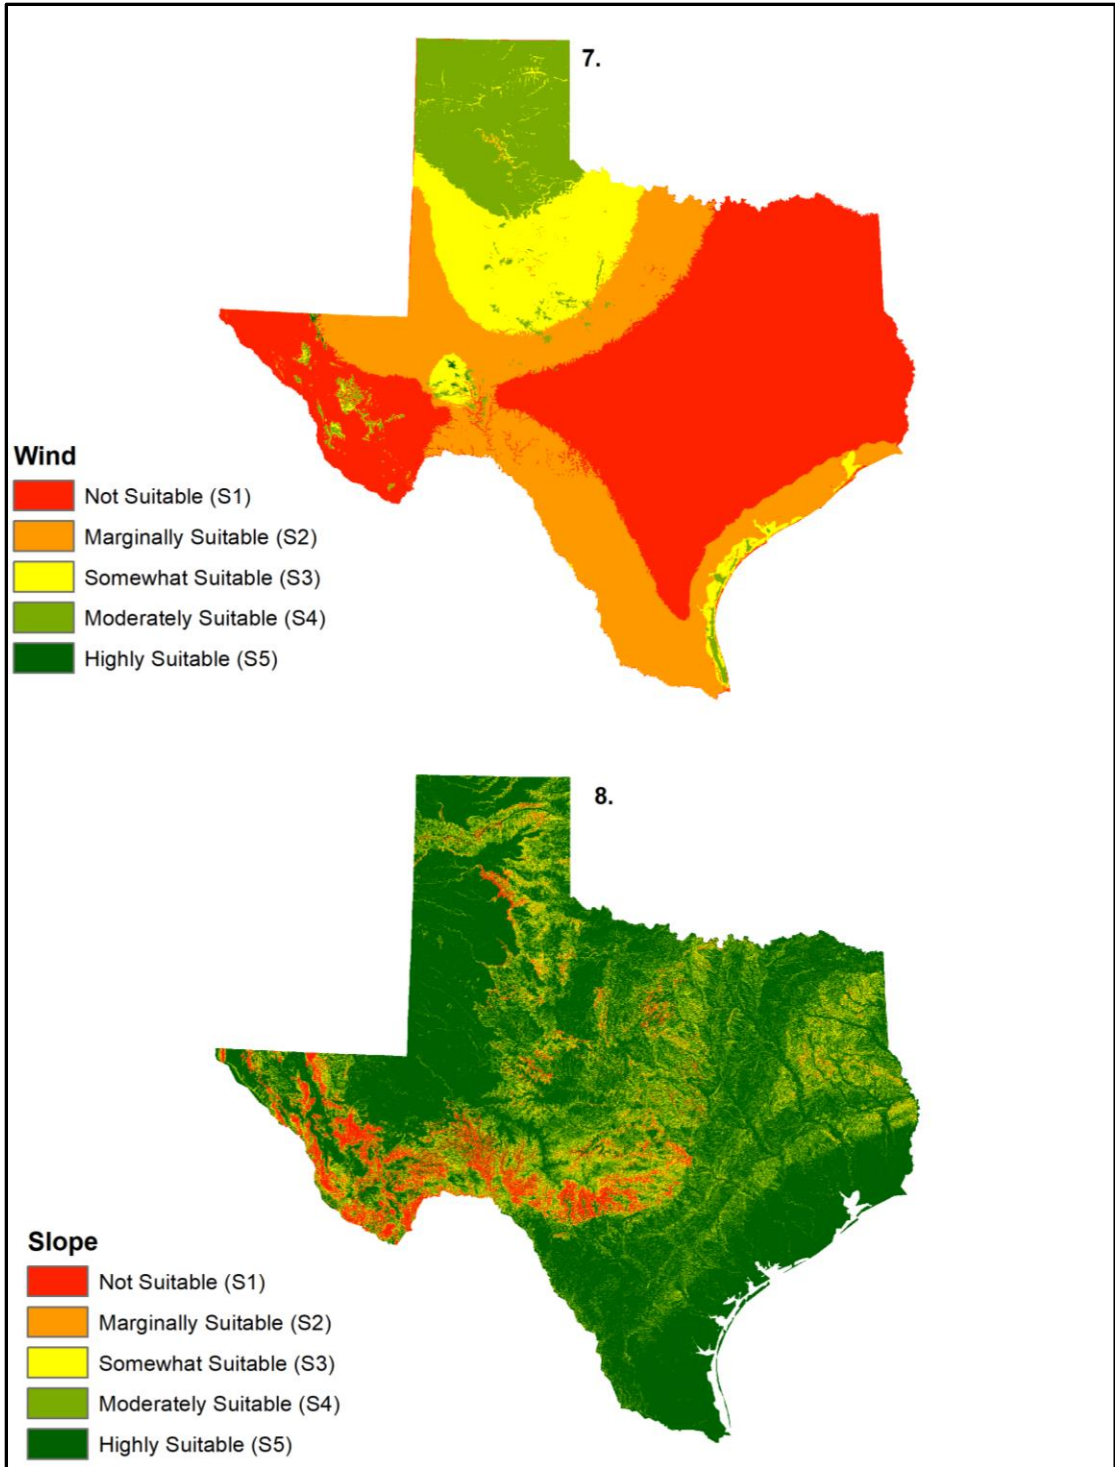 7.
Wind
Not Suitable (S1)
Marginally Suitable (S2)
Somewhat Suitable (S3)
Moderately Suitable (S4)
Highly Suitable (S5)
8.
Slope
Not Suitable (S1)
Marginally Suitable (S2)
Somewhat Suitable (S3)
Moderately Suitable (S4)
Highly Suitable (S5)